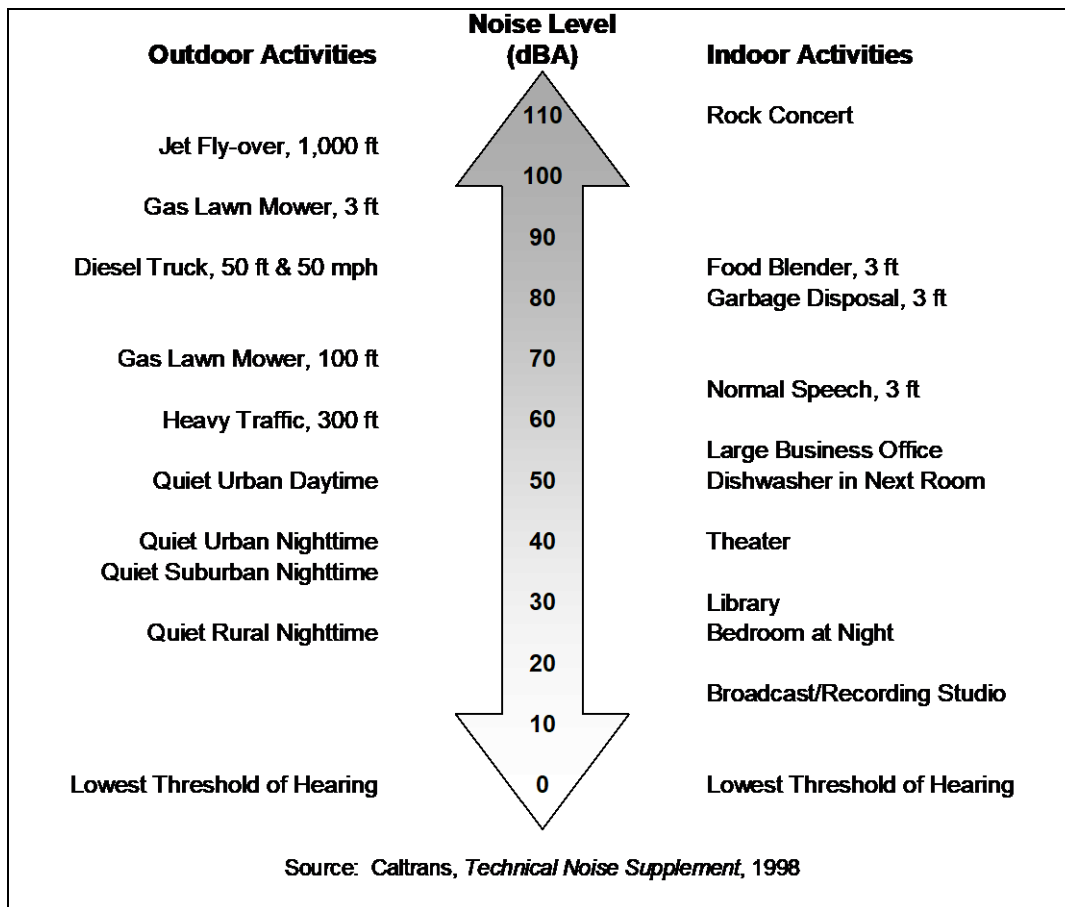 Noise Level
(dBA)
Outdoor Activities
Indoor Activities
110
Rock Concert
Jet Fly-over, 1,000 ft
100
Gas Lawn Mower, 3 ft
90
Diesel Truck, 50 ft & 50 mph
Food Blender, 3 ft
80
Garbage Disposal, 3 ft
Gas Lawn Mower, 100 ft
70
Normal Speech, 3 ft
Heavy Traffic, 300 ft
60
Large Business Office
Quiet Urban Daytime
50
Dishwasher in Next Room
Quiet Urban Nighttime
40
Theater
Quiet Suburban Nighttime
30
Library
Quiet Rural Nighttime
Bedroom at Night
20
Broadcast/Recording Studio
10
Lowest Threshold of Hearing
0
Lowest Threshold of Hearing
Source: Caltrans, Technical Noise Supplement, 1998